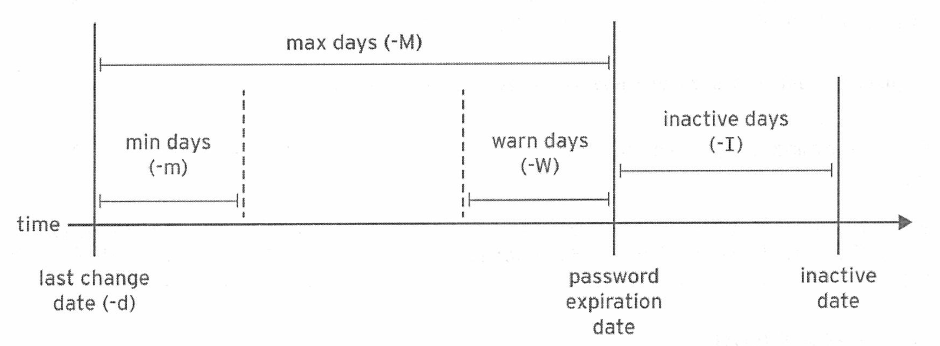 max days (-M)
min days
(-m)
warn days
(-W)
inactive days
(-I)
time
last change
date (-d)
password
expiration
date
inactive
date